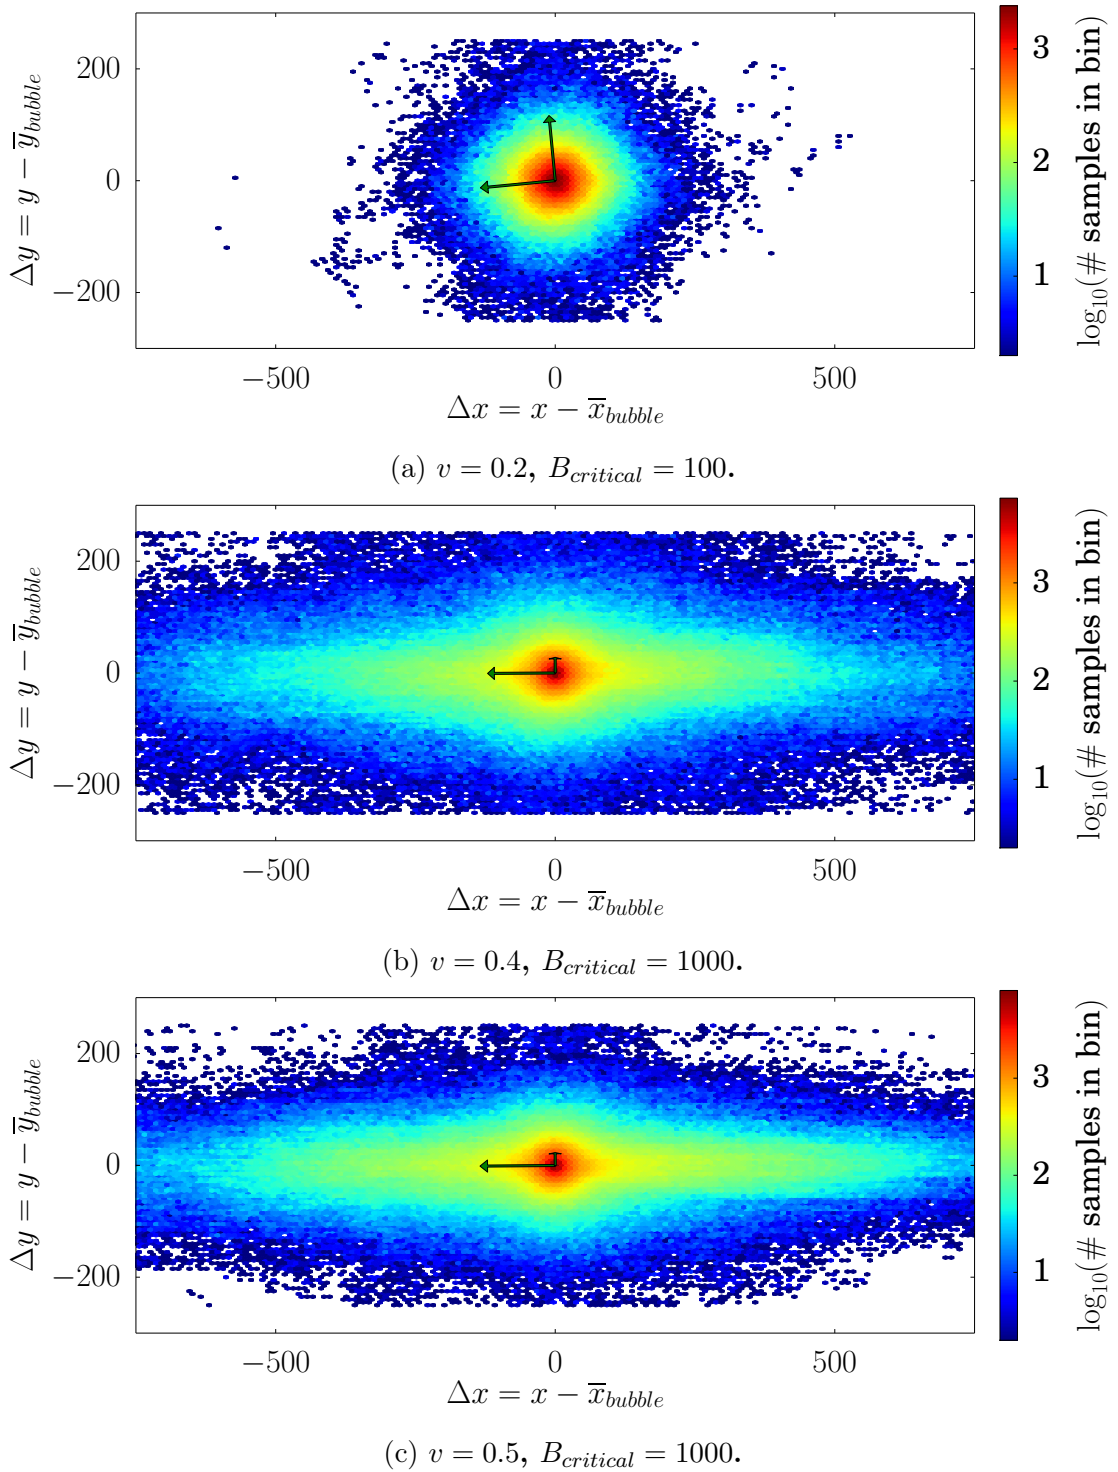 200
0
−200
Δy = y − y̅bubble
−500 0 500
Δx = x − x̅bubble
3
2
1
log10(# samples in bin)
(a) v = 0.2, Bcritical = 100.
200
0
−200
Δy = y − y̅bubble
−500 0 500
Δx = x − x̅bubble
3
2
1
log10(# samples in bin)
(b) v = 0.4, Bcritical = 1000.
200
0
−200
Δy = y − y̅bubble
−500 0 500
Δx = x − x̅bubble
3
2
1
log10(# samples in bin)
(c) v = 0.5, Bcritical = 1000.